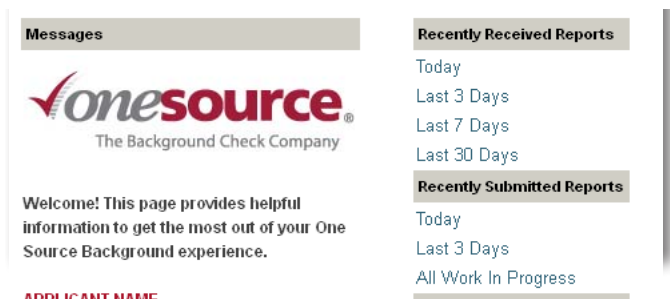 Messages
onesource®
The Background Check Company
Welcome! This page provides helpful
information to get the most out of your One
Source Background experience.
APPLICANT NAME
Recently Received Reports
Today
Last 3 Days
Last 7 Days
Last 30 Days
Recently Submitted Reports
Today
Last 3 Days
All Work In Progress